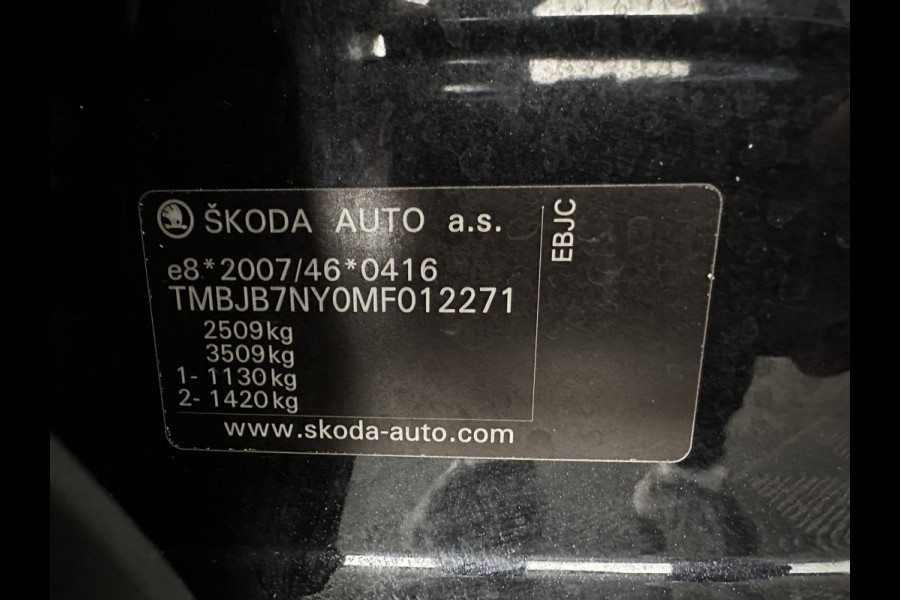 ŠKODA AUTO a.s.
e8*2007/46*0416
TMBJB7NY0MF012271
2509kg
3509kg
1- 1130kg
2- 1420kg
www.skoda-auto.com
EBJC